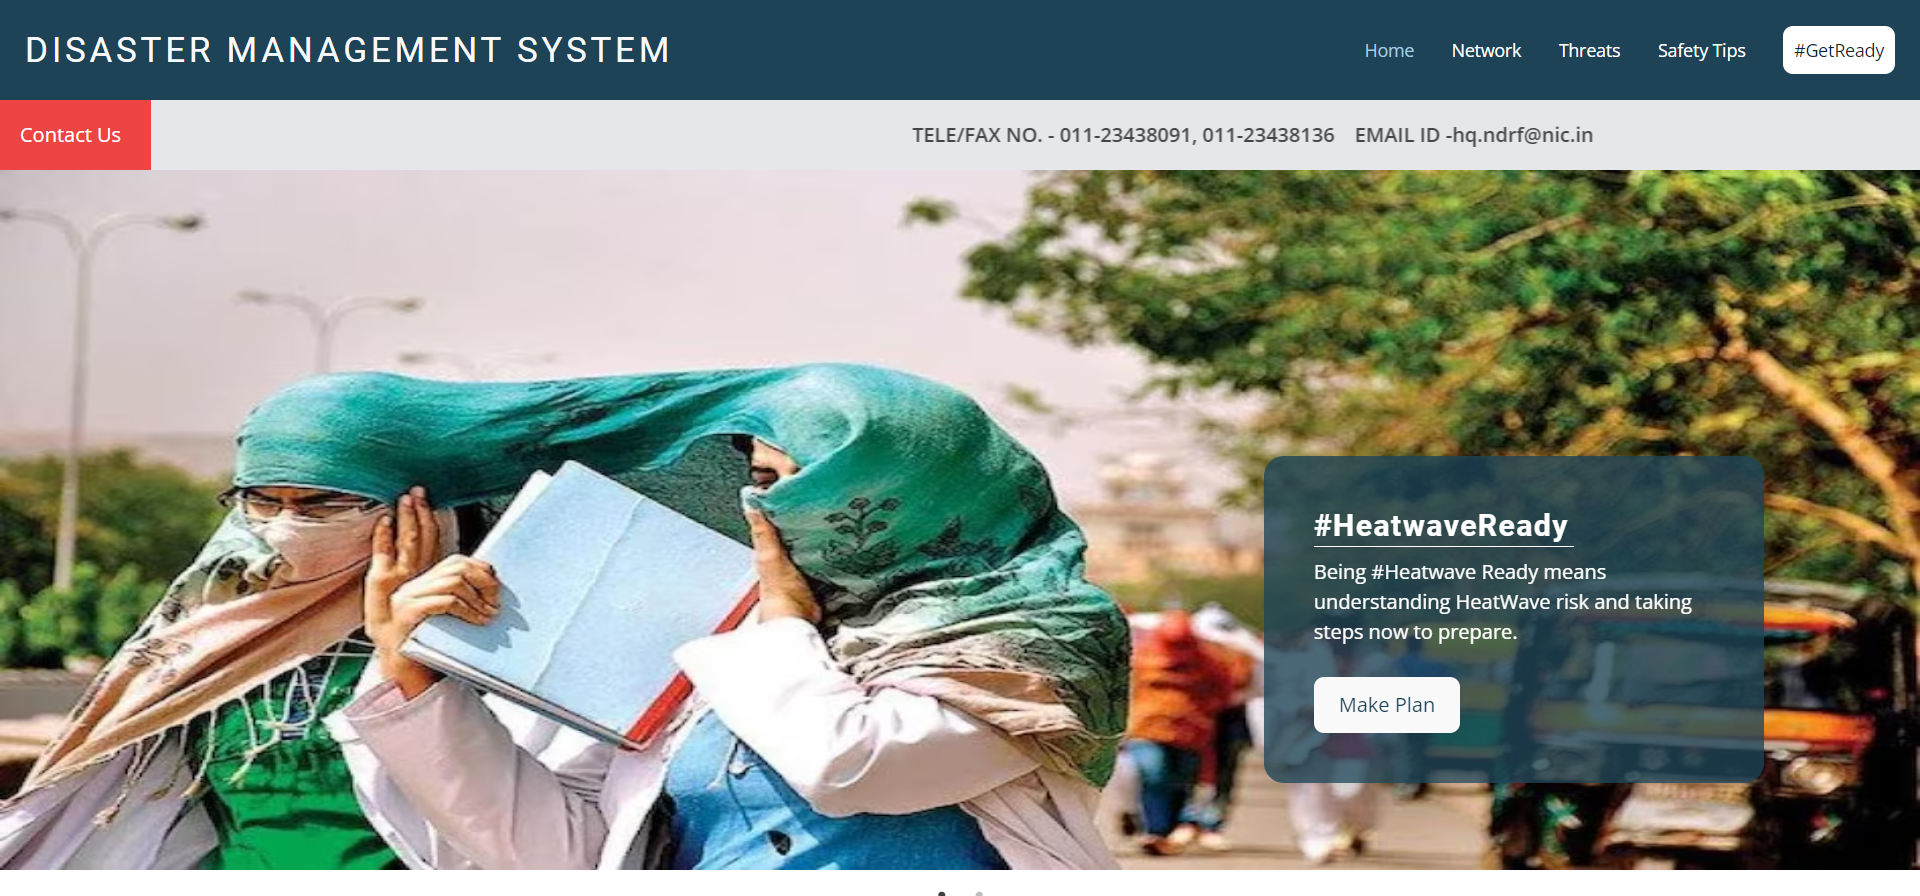 DISASTER MANAGEMENT SYSTEM
Home Network Threats Safety Tips #GetReady
Contact Us
TELE/FAX NO. - 011-23438091, 011-23438136 EMAIL ID -hq.ndrf@nic.in
#HeatwaveReady
Being #Heatwave Ready means
understanding HeatWave risk and taking
steps now to prepare.
Make Plan